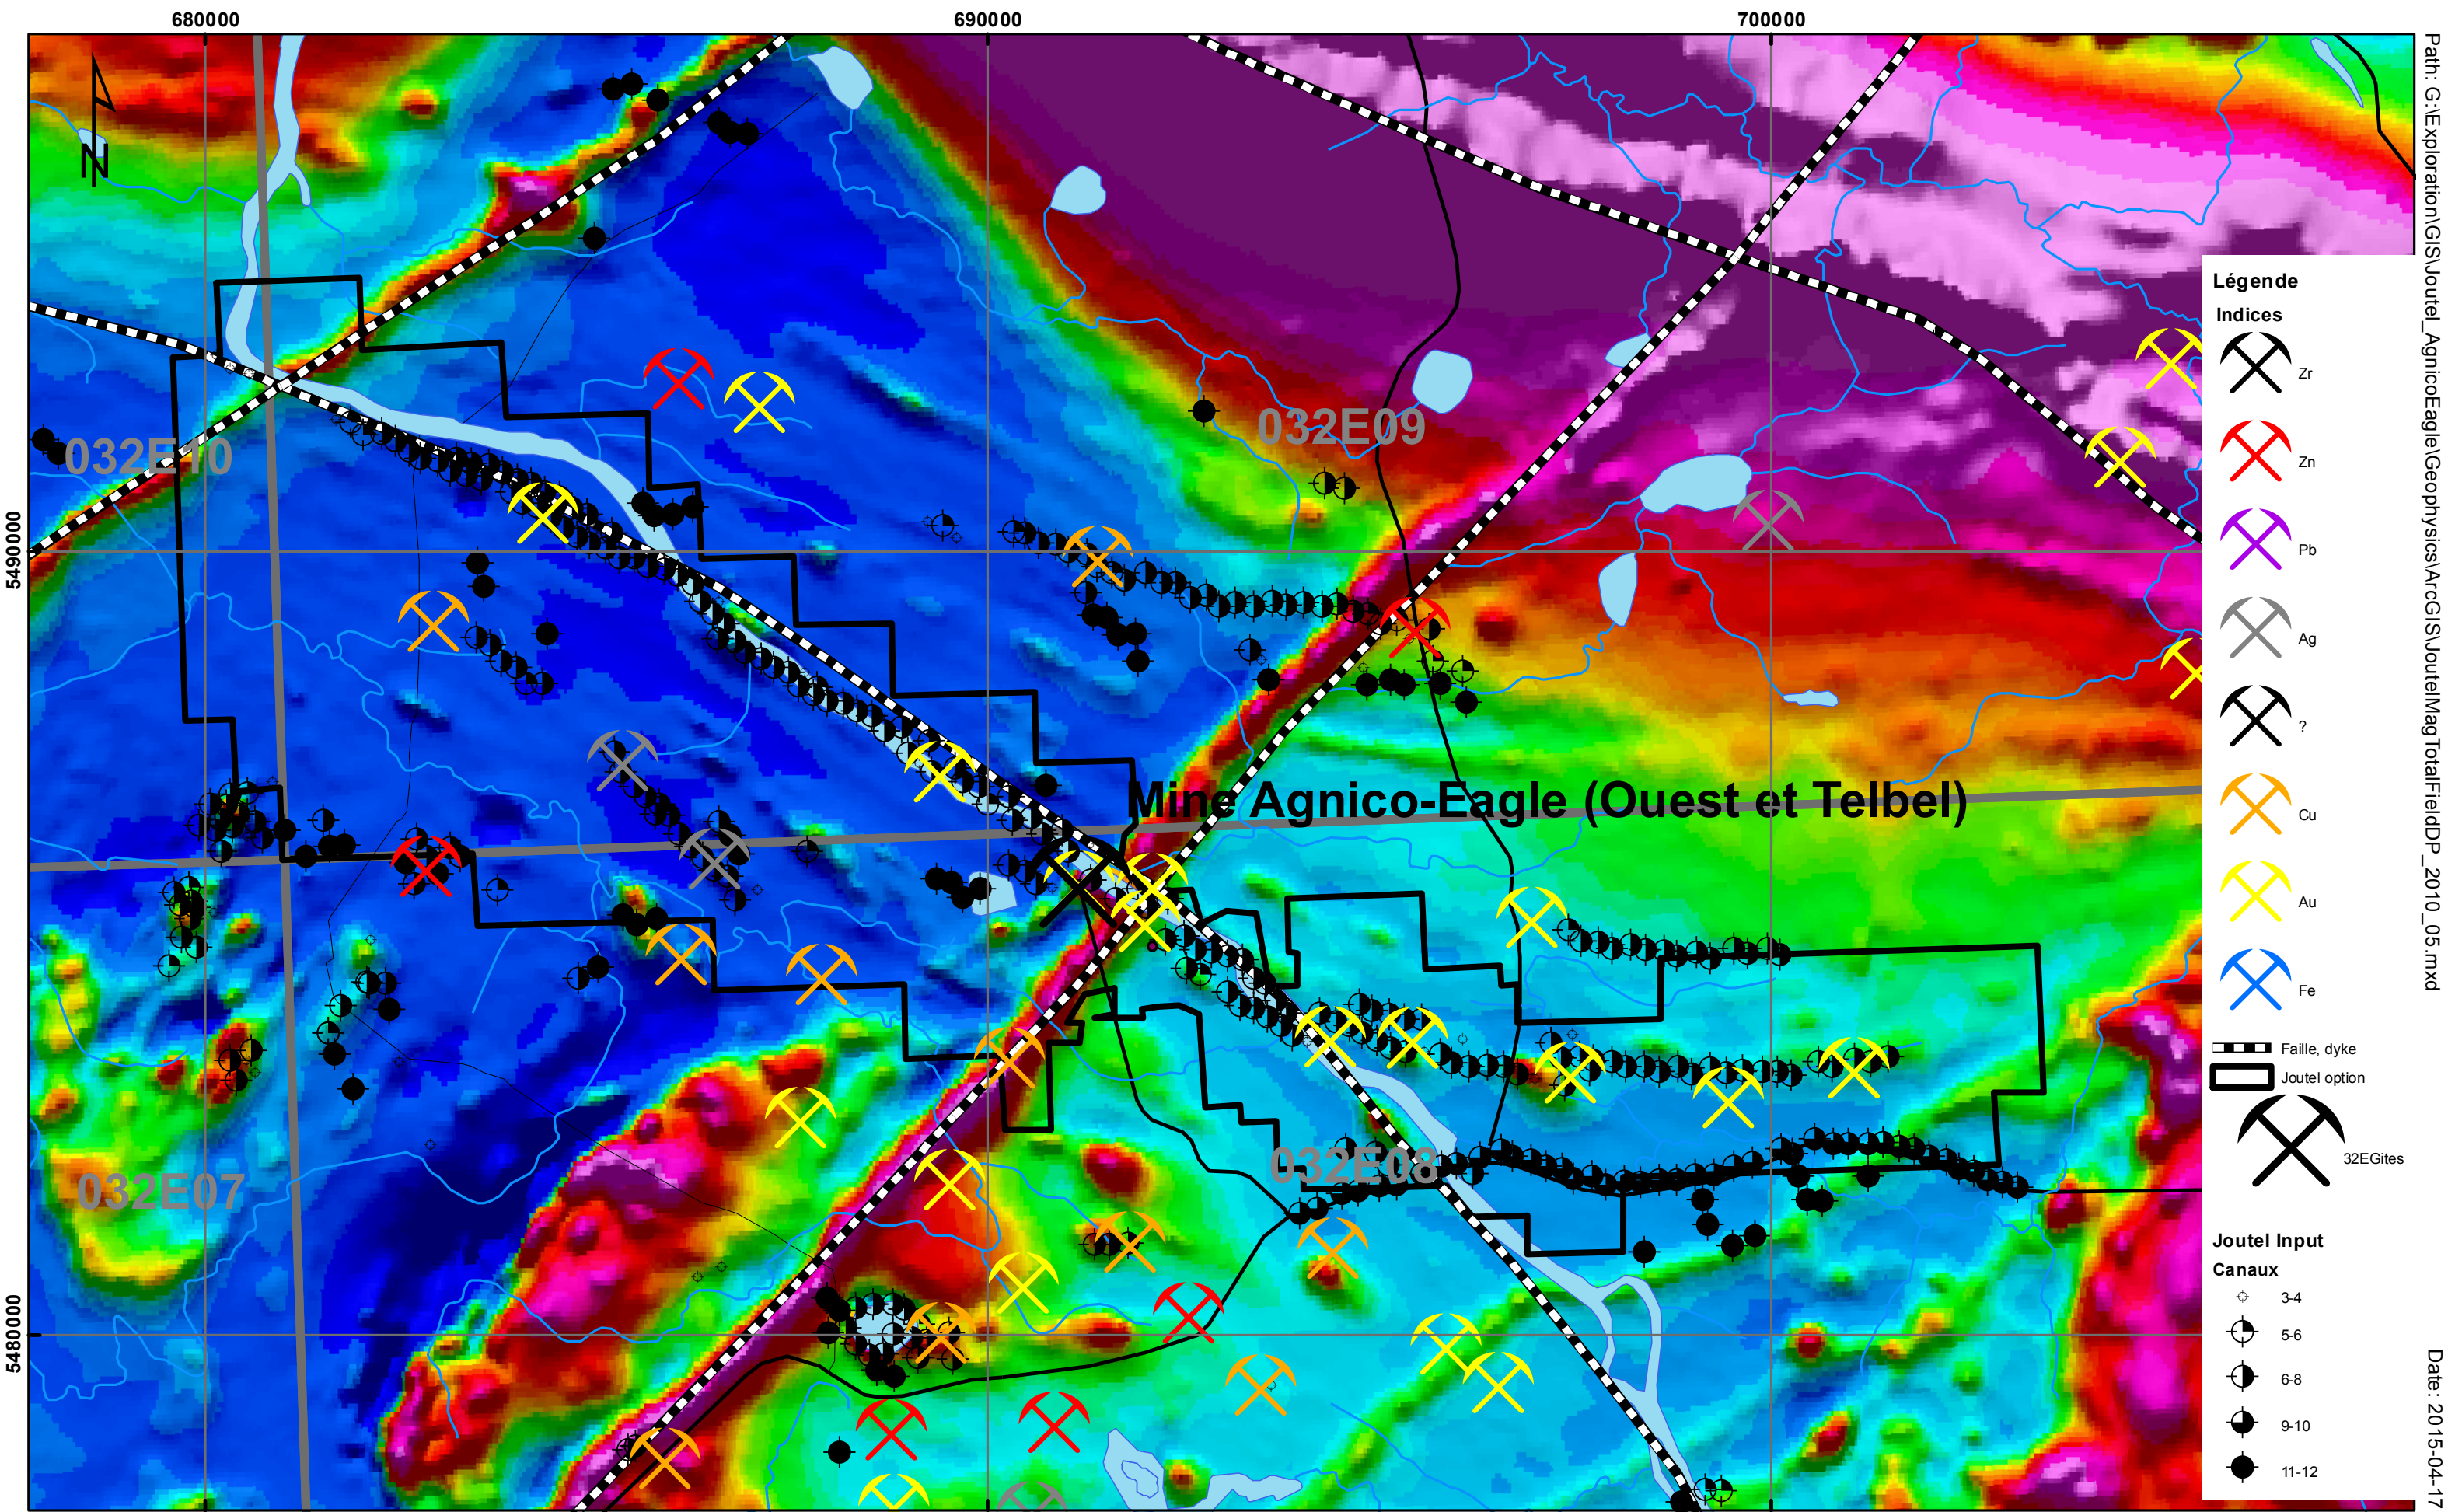 680000
690000
700000
Path: G:\Exploration\GIS\Joutel_AgnicoEagle\Geophysics\ArcGIS\JoutelMagTotalFieldDP_2010_05.mxd
N
Légende
Indices
Zr
032E09
032E10
Zn
5490000
Pb
Ag
?
Mine Agnico-Eagle (Ouest et Telbel)
Cu
Au
Fe
Faille, dyke
Joutel option
32EGites
032E08
032E07
Joutel Input
Canaux
3-4
5-6
6-8
9-10
11-12
5480000
Date: 2015-04-17